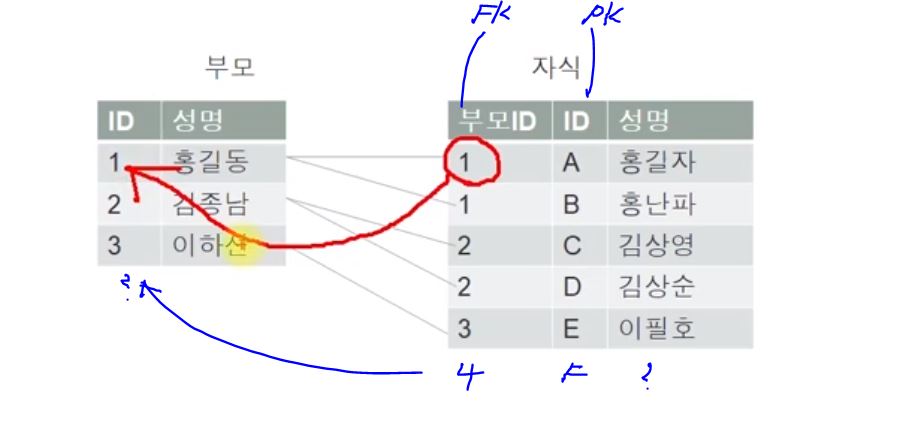 FK PK
부모 자식
ID 성명 부모ID ID 성명
1 홍길동 1 A 홍길자
2 김종남 1 B 홍난파
3 이하선 2 C 김상영
? 2 D 김상순
3 E 이필호
4 F ?